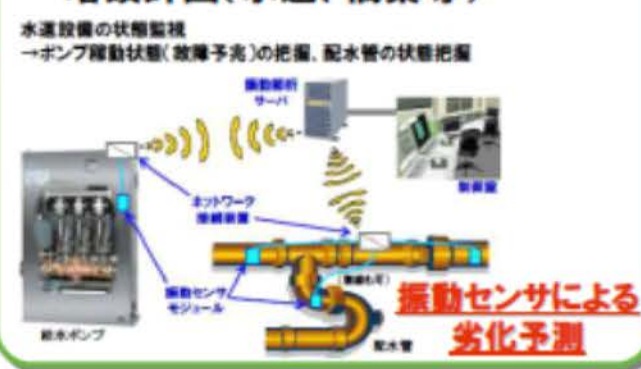 水道設備の状態監視
→ポンプ稼動状態(故障予兆)の把握、配水管の状態把握
振動解析
サーバ
制御室
ネットワーク
接続装置
(無線も可)
振動センサ
モジュール
給水ポンプ
配水管
振動センサによる
劣化予測